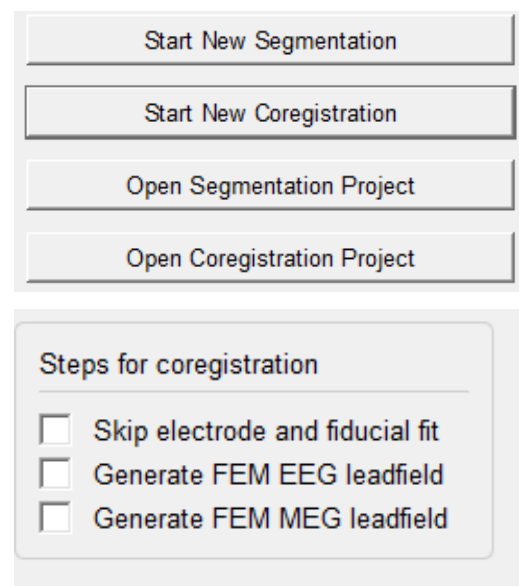 Start New Segmentation
Start New Coregistration
Open Segmentation Project
Open Coregistration Project
Steps for coregistration
Skip electrode and fiducial fit
Generate FEM EEG leadfield
Generate FEM MEG leadfield